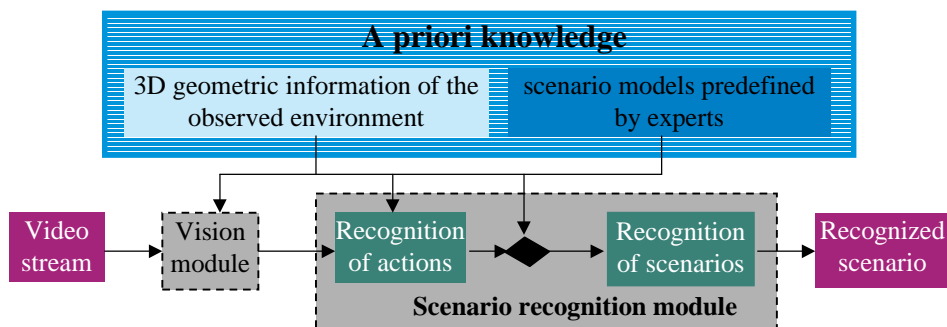 A priori knowledge
3D geometric information of the
observed environment
scenario models predefined
by experts
Video
stream
Vision
module
Recognition
of actions
Recognition
of scenarios
Recognized
scenario
Scenario recognition module